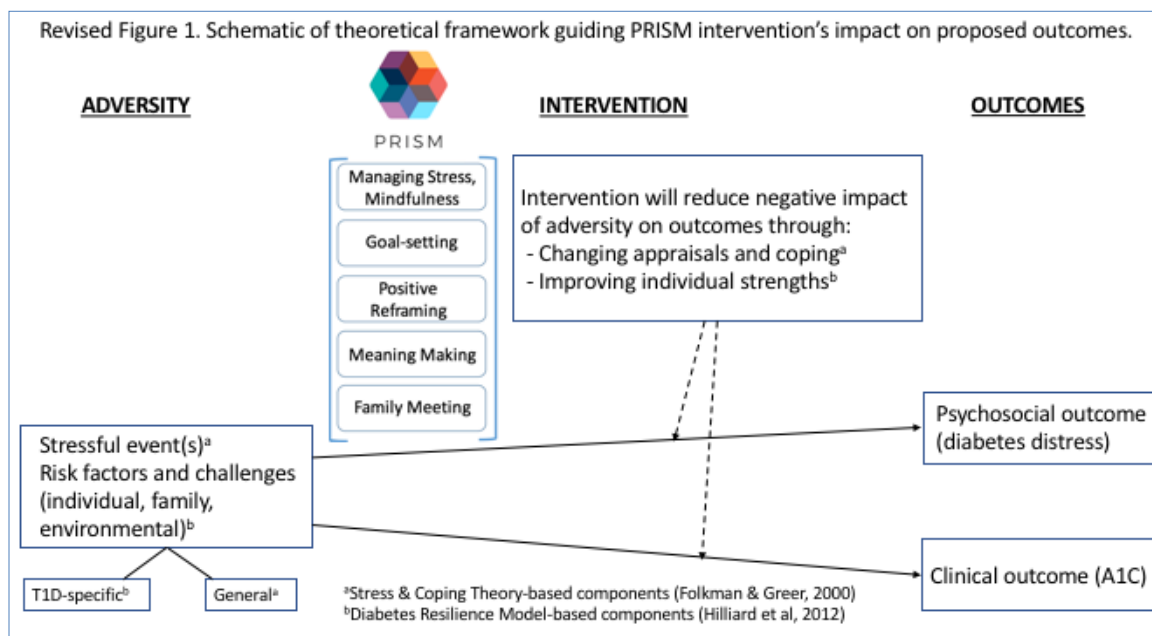 Revised Figure 1. Schematic of theoretical framework guiding PRISM intervention's impact on proposed outcomes.
ADVERSITY
INTERVENTION
OUTCOMES
PRISM
Managing Stress,
Mindfulness
Goal-setting
Positive
Reframing
Meaning Making
Family Meeting
Intervention will reduce negative impact
of adversity on outcomes through:
- Changing appraisals and copingᵃ
- Improving individual strengthsᵇ
Stressful event(s)ᵃ
Risk factors and challenges
(individual, family,
environmental)ᵇ
T1D-specificᵇ
Generalᵃ
Psychosocial outcome
(diabetes distress)
Clinical outcome (A1C)
ᵃStress & Coping Theory-based components (Folkman & Greer, 2000)
ᵇDiabetes Resilience Model-based components (Hilliard et al, 2012)